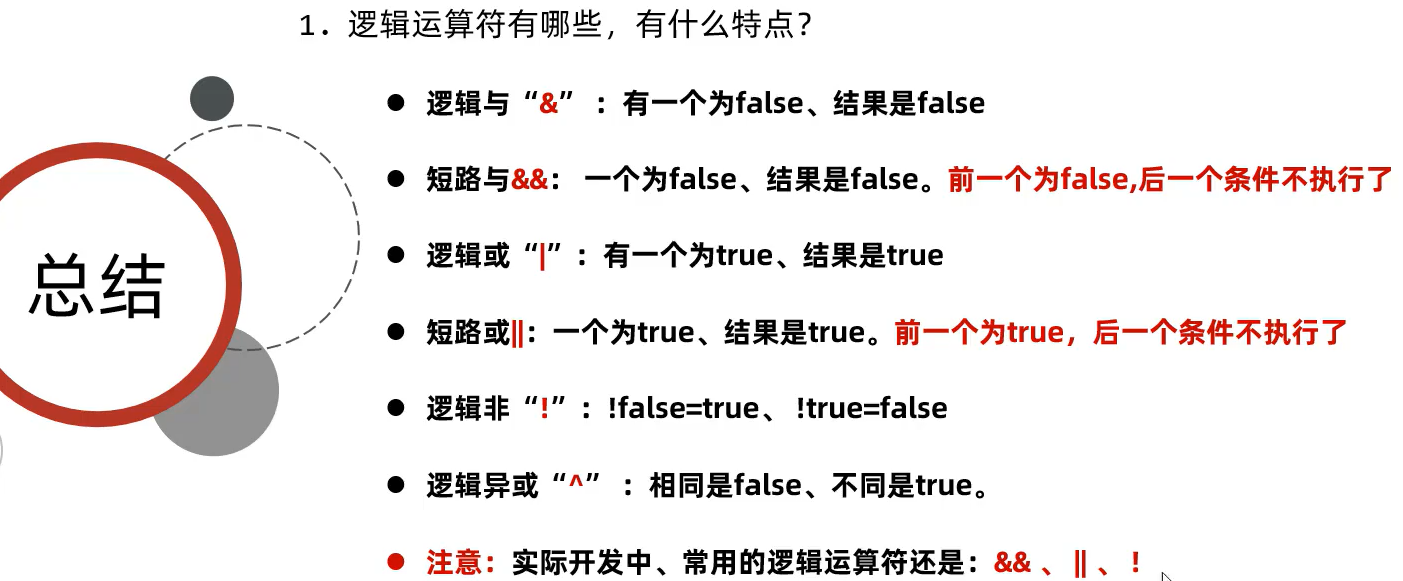 1. 逻辑运算符有哪些，有什么特点？
逻辑与“&”：有一个为false、结果是false
短路与&&： 一个为false、结果是false。前一个为false,后一个条件不执行了
逻辑或“|”：有一个为true、结果是true
短路或||：一个为true、结果是true。前一个为true，后一个条件不执行了
逻辑非“!”：!false=true、 !true=false
逻辑异或“^”：相同是false、不同是true。
注意：实际开发中、常用的逻辑运算符还是：&& 、|| 、 !
总结